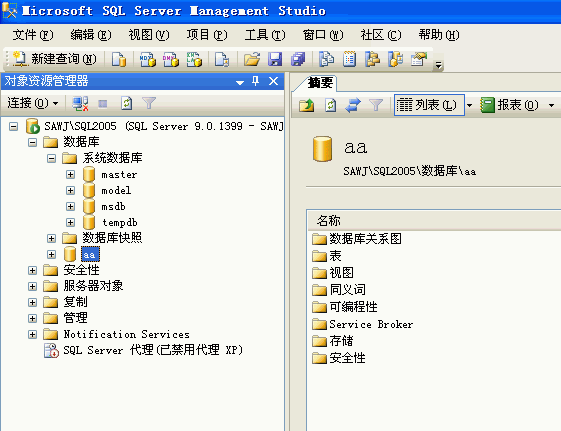 Microsoft SQL Server Management Studio
文件(F) 编辑(E) 视图(V) 项目(P) 工具(T) 窗口(W) 社区(C) 帮助(H)
新建查询(N)
对象资源管理器
连接(O)
SAWJ\SQL2005 (SQL Server 9.0.1399 - SAWJ
数据库
系统数据库
master
model
msdb
tempdb
数据库快照
aa
安全性
服务器对象
复制
管理
Notification Services
SQL Server 代理(已禁用代理 XP)
摘要
列表(L) 报表(O)
aa
SAWJ\SQL2005\数据库\aa
名称
数据库关系图
表
视图
同义词
可编程性
Service Broker
存储
安全性